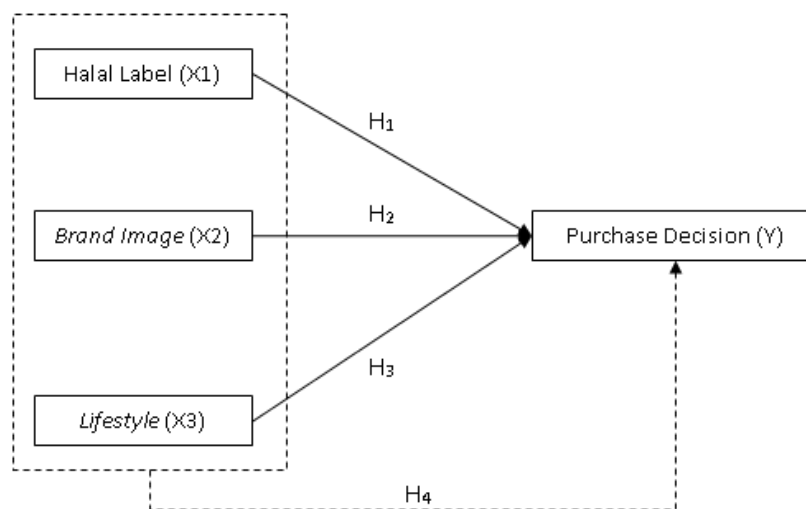 Halal Label (X1)
H₁
Brand Image (X2)
H₂
Purchase Decision (Y)
H₃
Lifestyle (X3)
H₄